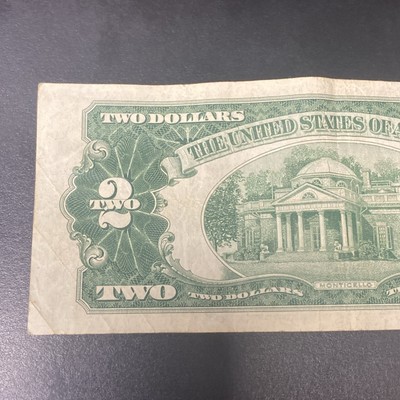 TWO DOLLARS
THE UNITED STATES OF A
2
TWO
TWO
TWO DOLLARS
MONTICELLO